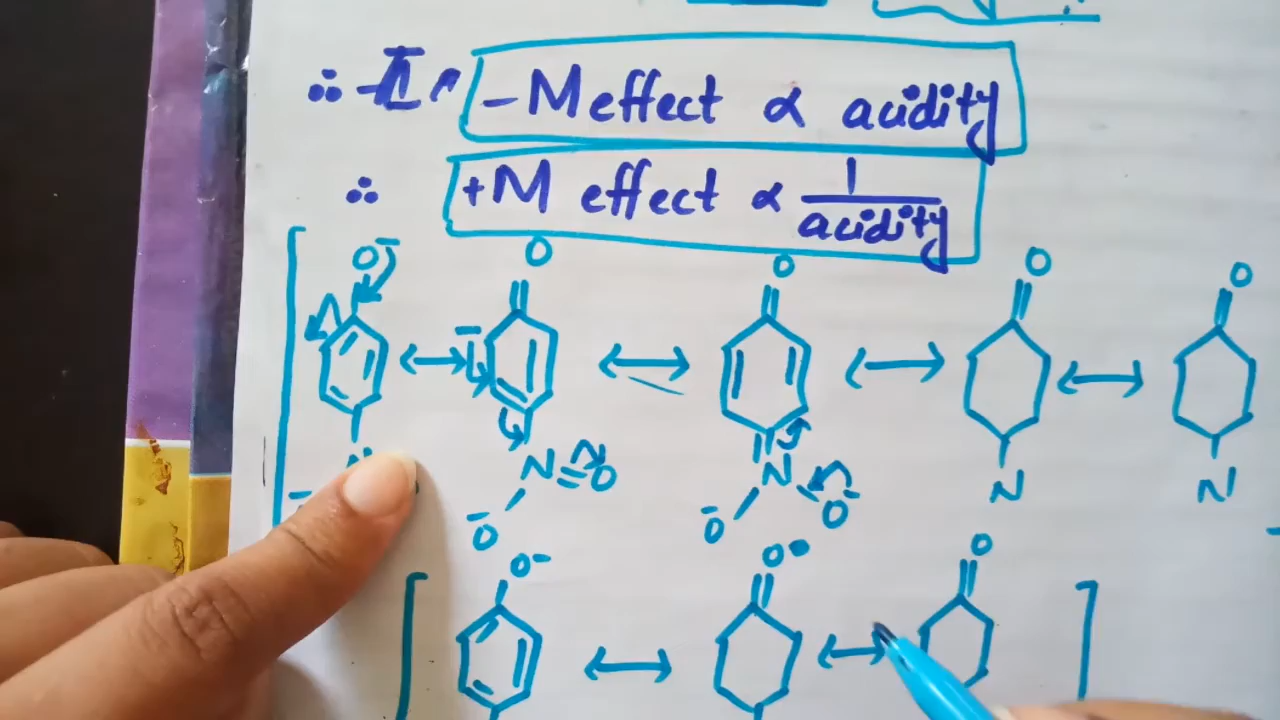 ∴ -I
-M effect ∝ acidity
∴ +M effect ∝ 1/acidity
O⁻ O O O O
N N=O N N N
⁻O O⁻ ⁻O
O⁻ O O